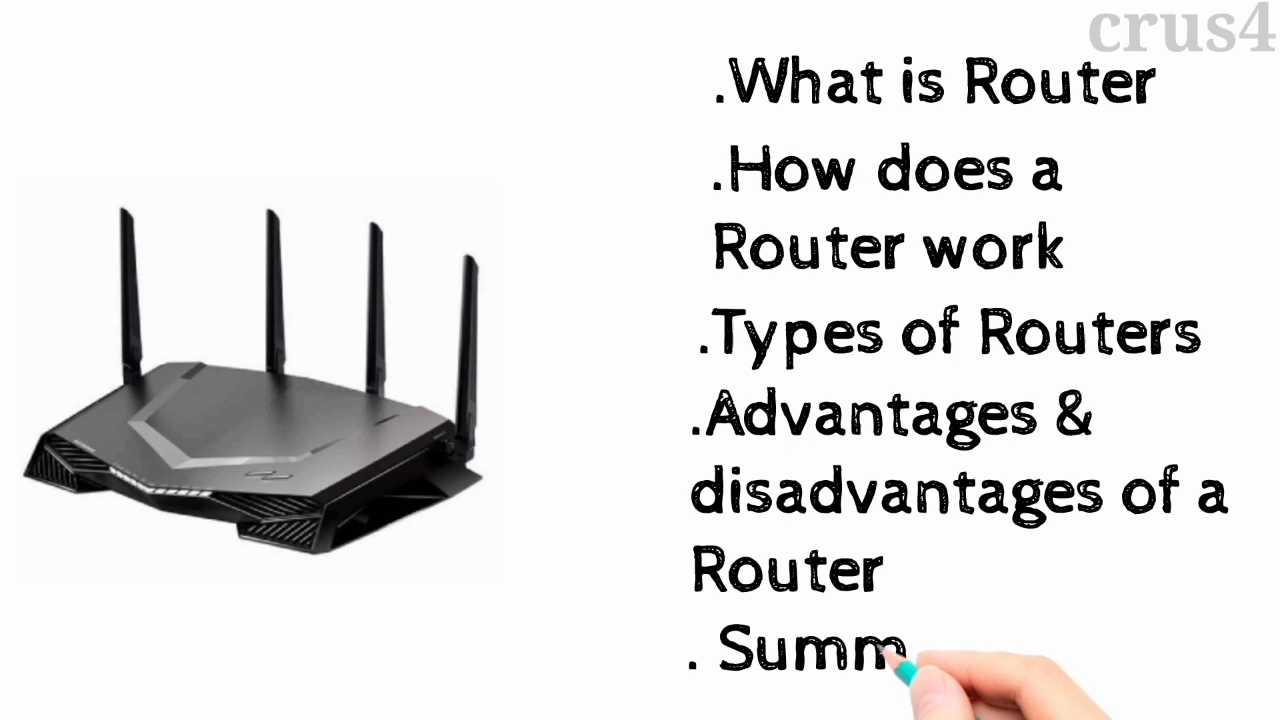 crus4
.What is Router
.How does a
Router work
.Types of Routers
.Advantages &
disadvantages of a
Router
. Summ